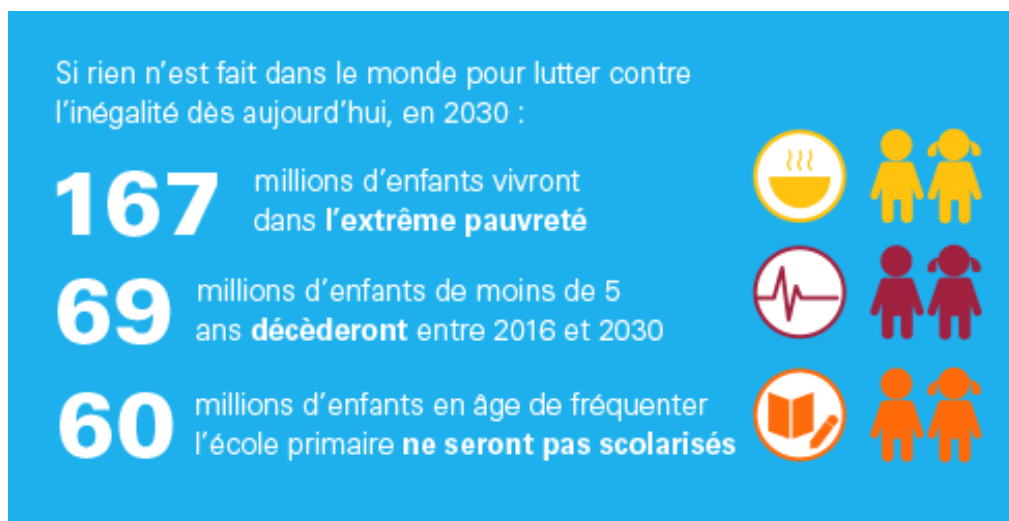 Si rien n'est fait dans le monde pour lutter contre
l'inégalité dès aujourd'hui, en 2030 :
167
millions d'enfants vivront
dans l'extrême pauvreté
69
millions d'enfants de moins de 5
ans décèderont entre 2016 et 2030
60
millions d'enfants en âge de fréquenter
l'école primaire ne seront pas scolarisés